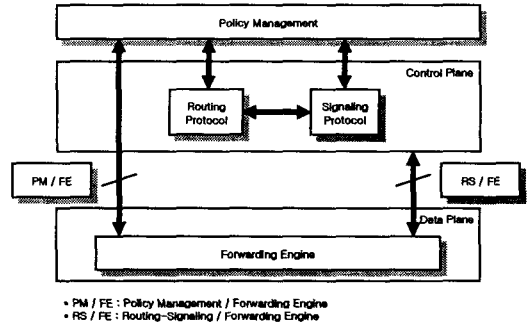 Policy Management
Control Plane
Routing
Protocol
Signaling
Protocol
PM / FE
RS / FE
Data Plane
Forwarding Engine
• PM / FE : Policy Management / Forwarding Engine
• RS / FE : Routing-Signaling / Forwarding Engine